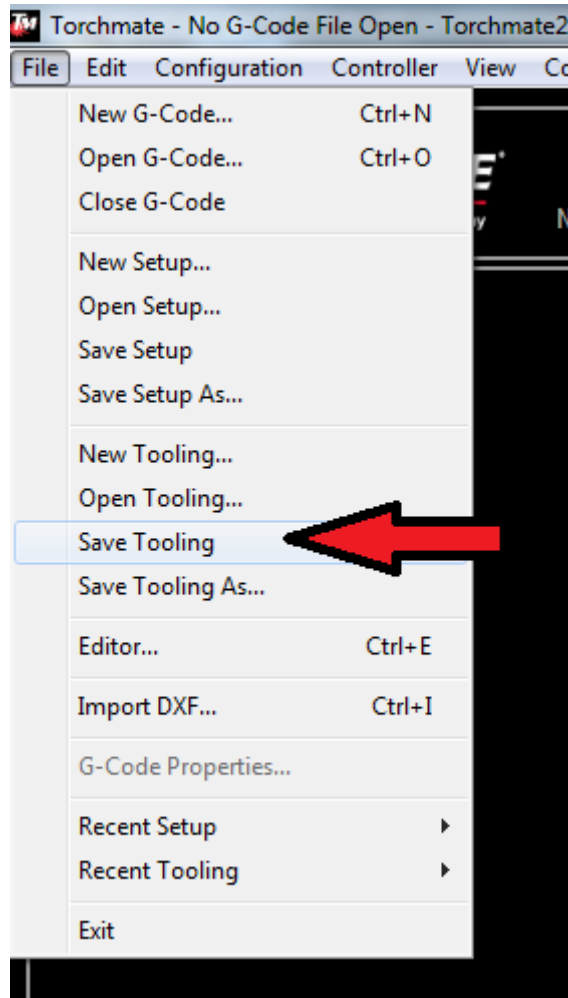 TM Torchmate - No G-Code File Open - Torchmate2
File Edit Configuration Controller View Co
New G-Code... Ctrl+N
Open G-Code... Ctrl+O
Close G-Code
New Setup...
Open Setup...
Save Setup
Save Setup As...
New Tooling...
Open Tooling...
Save Tooling
Save Tooling As...
Editor... Ctrl+E
Import DXF... Ctrl+I
G-Code Properties...
Recent Setup
Recent Tooling
Exit